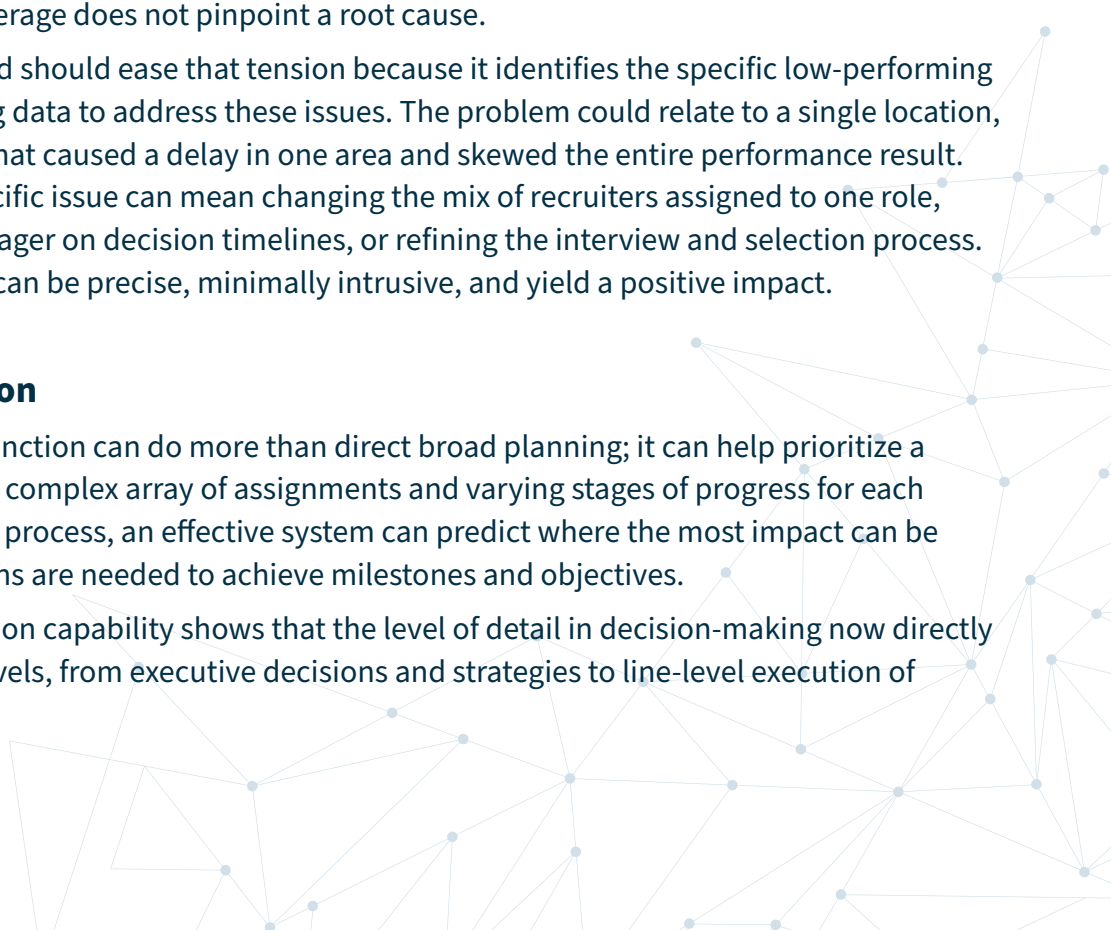 erage does not pinpoint a root cause.
d should ease that tension because it identifies the specific low-performing
g data to address these issues. The problem could relate to a single location,
hat caused a delay in one area and skewed the entire performance result.
cific issue can mean changing the mix of recruiters assigned to one role,
ager on decision timelines, or refining the interview and selection process.
can be precise, minimally intrusive, and yield a positive impact.
on
nction can do more than direct broad planning; it can help prioritize a
complex array of assignments and varying stages of progress for each
process, an effective system can predict where the most impact can be
ns are needed to achieve milestones and objectives.
on capability shows that the level of detail in decision-making now directly
vels, from executive decisions and strategies to line-level execution of